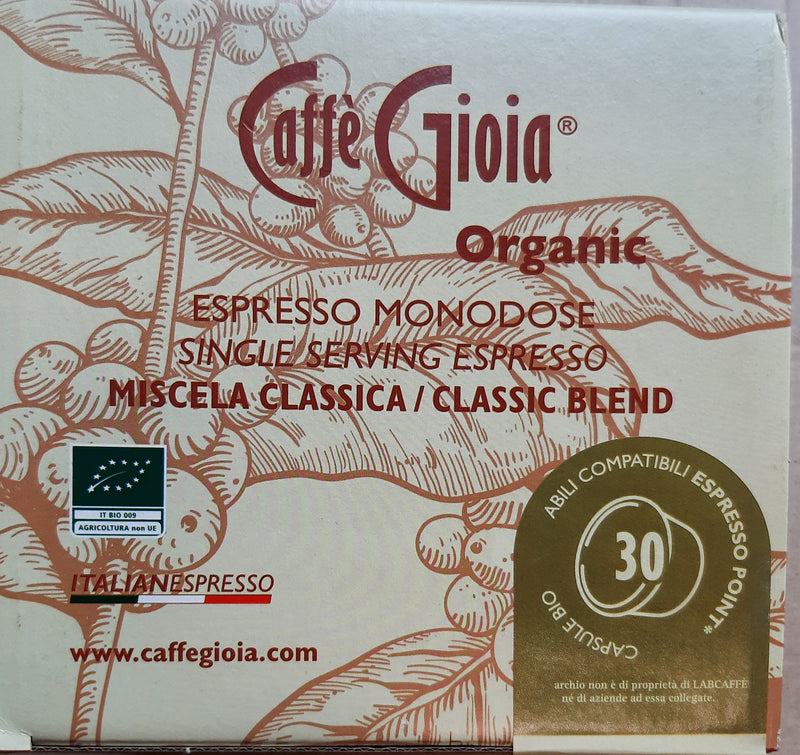 Caffè Gioia®
Organic
ESPRESSO MONODOSE
SINGLE SERVING ESPRESSO
MISCELA CLASSICA / CLASSIC BLEND
IT BIO 009
AGRICOLTURA non UE
ITALIANESPRESSO
www.caffegioia.com
CAPSULE BIO
ABILI COMPATIBILI ESPRESSO POINT*
30
archio non è di proprietà di LABCAFFÈ
né di aziende ad essa collegate.